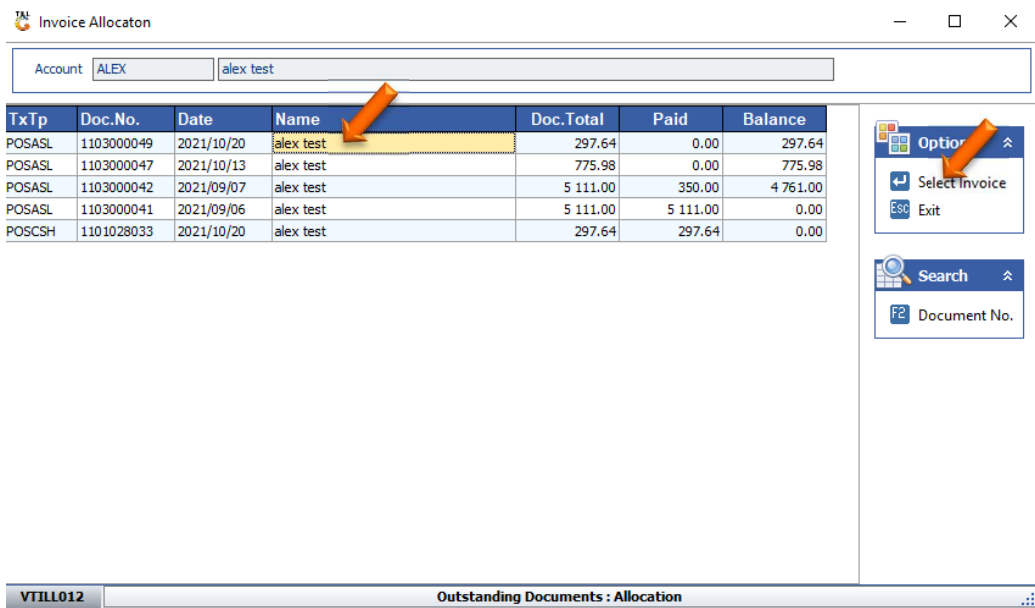 Invoice Allocaton
Account ALEX alex test
TxTp Doc.No. Date Name Doc.Total Paid Balance
POSASL 1103000049 2021/10/20 alex test 297.64 0.00 297.64
POSASL 1103000047 2021/10/13 alex test 775.98 0.00 775.98
POSASL 1103000042 2021/09/07 alex test 5 111.00 350.00 4 761.00
POSASL 1103000041 2021/09/06 alex test 5 111.00 5 111.00 0.00
POSCSH 1101028033 2021/10/20 alex test 297.64 297.64 0.00
Options
Select Invoice
Esc Exit
Search
F2 Document No.
VTILL012 Outstanding Documents : Allocation